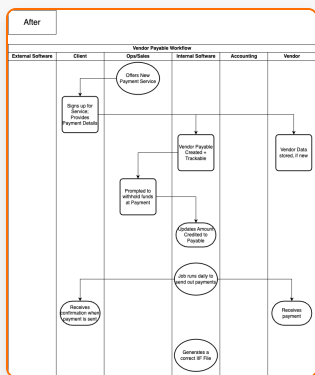 After
Vendor Payable Workflow
External Software
Client
Ops/Sales
Internal Software
Accounting
Vendor
Offers New
Payment Service
Signs up for
Service;
Provides
Payment Details
Vendor Payable
Created +
Trackable
Vendor Data
stored, if new
Prompted to
withhold funds
at Payment
Updates Amount
Credited to
Payable
Job runs daily to
send out payments
Receives
confirmation when
payment is sent
Receives
payment
Generates a
correct IIF File